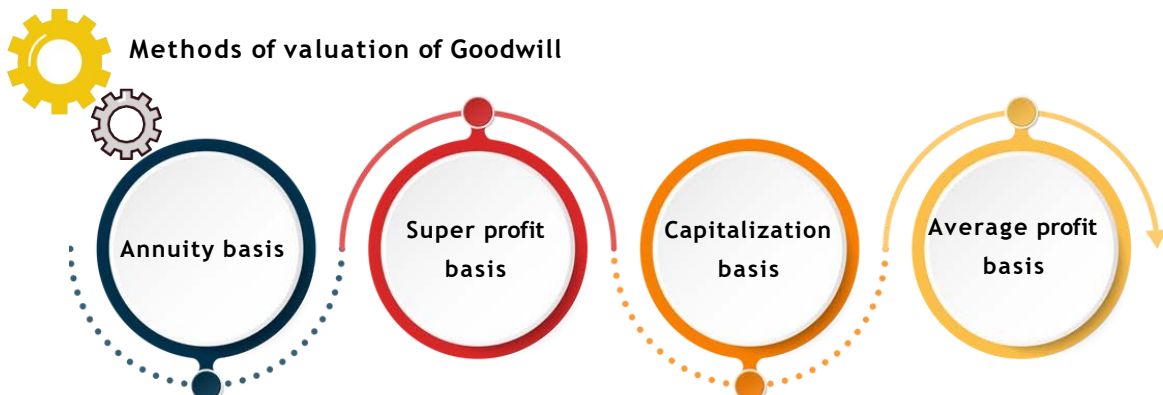 Methods of valuation of Goodwill
Annuity basis
Super profit
basis
Capitalization
basis
Average profit
basis